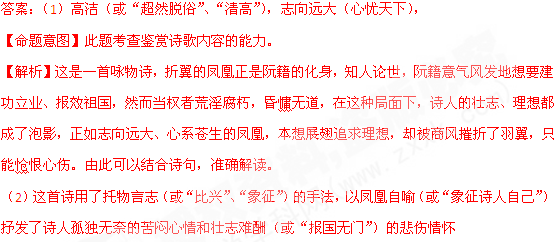 答案：（1）高洁（或“超然脱俗”、“清高”），志向远大（心忧天下），
【命题意图】此题考查鉴赏诗歌内容的能力。
【解析】这是一首咏物诗，折翼的凤凰正是阮籍的化身，知人论世，阮籍意气风发地想要建
功立业、报效祖国，然而当权者荒淫腐朽，昏慵无道，在这种局面下，诗人的壮志、理想都
成了泡影，正如志向远大、心系苍生的凤凰，本想展翅追求理想，却被商风摧折了羽翼，只
能怆恨心伤。由此可以结合诗句，准确解读。
（2）这首诗用了托物言志（或“比兴”、“象征”）的手法，以凤凰自喻（或“象征诗人自己”）
抒发了诗人孤独无奈的苦闷心情和壮志难酬（或“报国无门”）的悲伤情怀